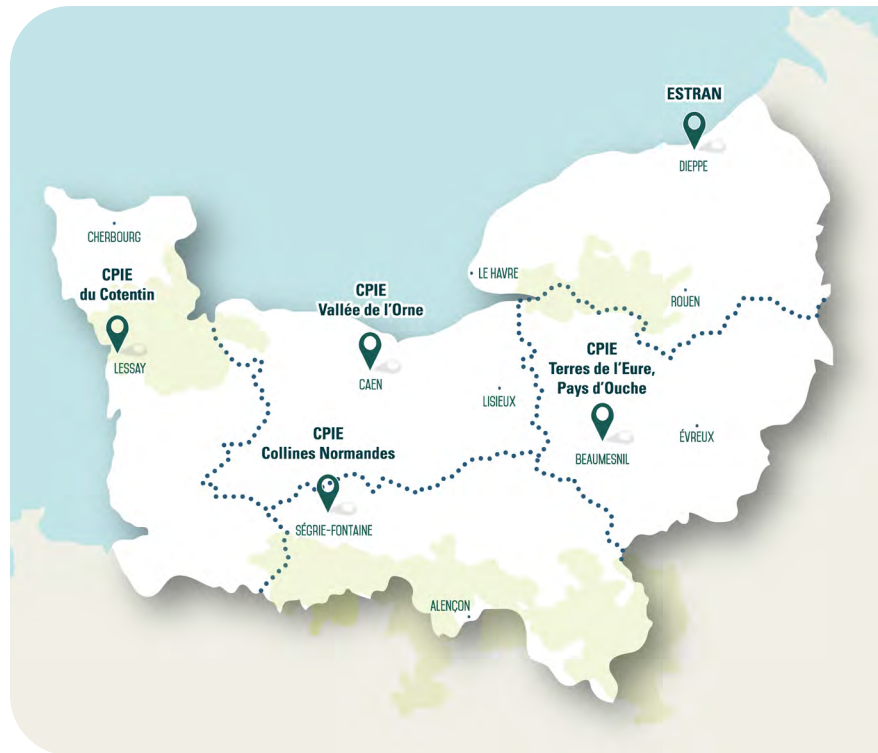 ESTRAN
DIEPPE
CHERBOURG
CPIE
du Cotentin
LE HAVRE
ROUEN
CPIE
Vallée de l'Orne
LESSAY
CAEN
CPIE
Terres de l'Eure,
Pays d'Ouche
LISIEUX
ÉVREUX
BEAUMESNIL
CPIE
Collines Normandes
SÉGRIE-FONTAINE
ALENÇON